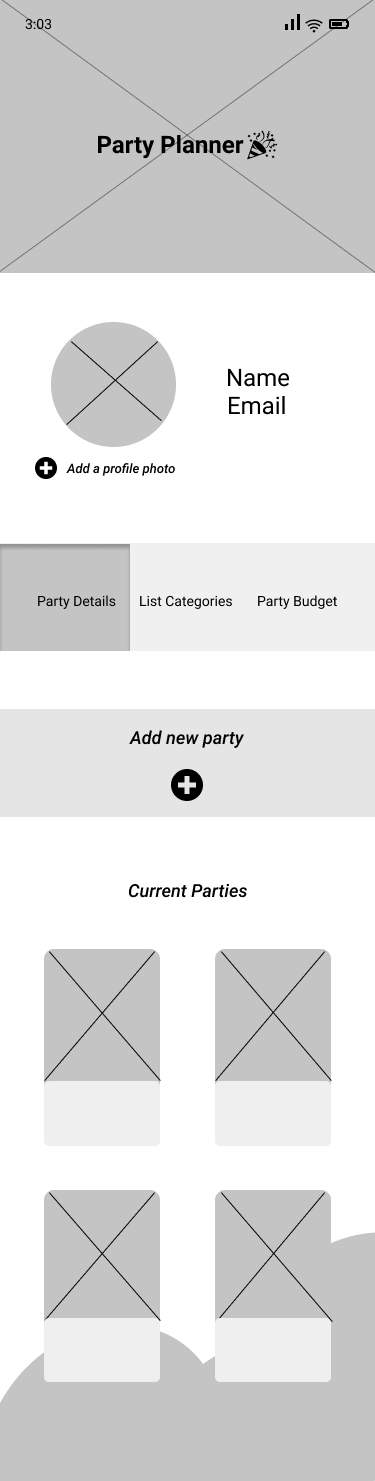 3:03
Party Planner
Name
Email
Add a profile photo
Party Details List Categories Party Budget
Add new party
Current Parties